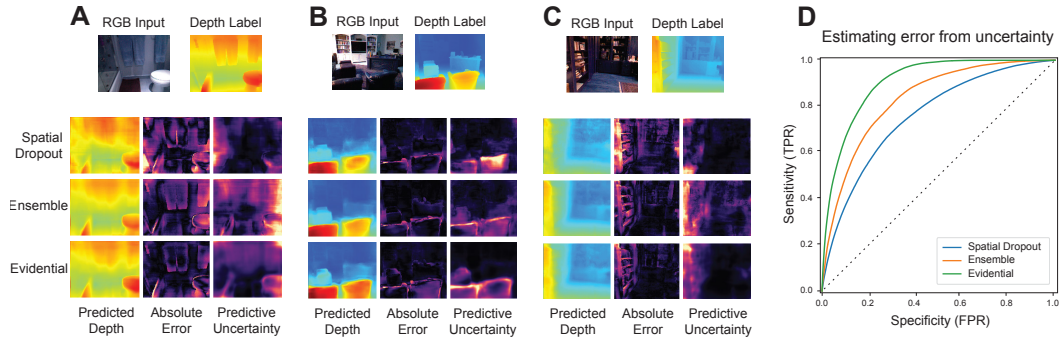 A
RGB Input Depth Label
B
RGB Input Depth Label
C
RGB Input Depth Label
Spatial
Dropout
Ensemble
Evidential
Predicted
Depth
Absolute
Error
Predictive
Uncertainty
Predicted
Depth
Absolute
Error
Predictive
Uncertainty
Predicted
Depth
Absolute
Error
Predictive
Uncertainty
D
Estimating error from uncertainty
Sensitivity (TPR)
1.0
0.8
0.6
0.4
0.2
0.0
Spatial Dropout
Ensemble
Evidential
0.0 0.2 0.4 0.6 0.8 1.0
Specificity (FPR)